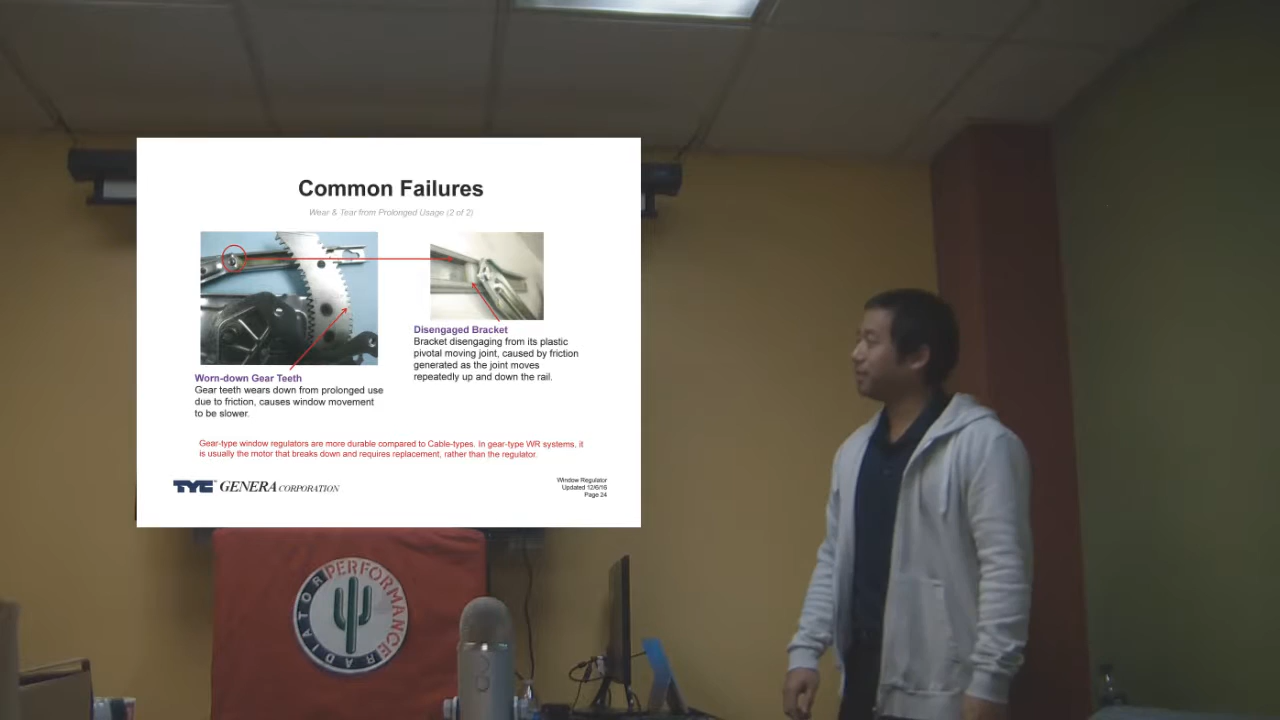 Common Failures
Wear & Tear from Prolonged Usage (2 of 2)
Disengaged Bracket
Bracket disengaging from its plastic
pivotal moving joint, caused by friction
generated as the joint moves
repeatedly up and down the rail.
Worn-down Gear Teeth
Gear teeth wears down from prolonged use
due to friction, causes window movement
to be slower.
Gear-type window regulators are more durable compared to Cable-types. In gear-type WR systems, it
is usually the motor that breaks down and requires replacement, rather than the regulator.
TYC GENERA CORPORATION
Window Regulator
Updated 12/6/16
Page 24
PERFORMANCE
RADIATOR